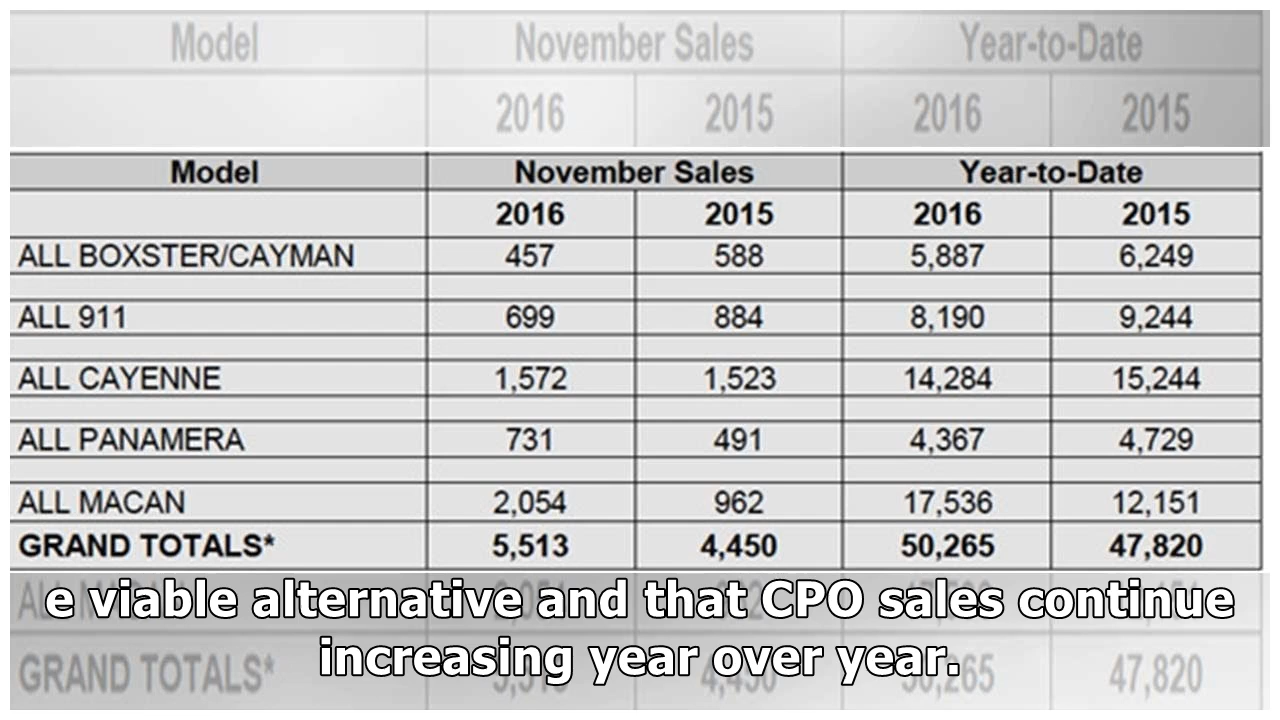 Model November Sales Year-to-Date
2016 2015 2016 2015
Model November Sales Year-to-Date
2016 2015 2016 2015
ALL BOXSTER/CAYMAN 457 588 5,887 6,249
ALL 911 699 884 8,190 9,244
ALL CAYENNE 1,572 1,523 14,284 15,244
ALL PANAMERA 731 491 4,367 4,729
ALL MACAN 2,054 962 17,536 12,151
GRAND TOTALS* 5,513 4,450 50,265 47,820
e viable alternative and that CPO sales continue
increasing year over year.
GRAND TOTALS* 47,820